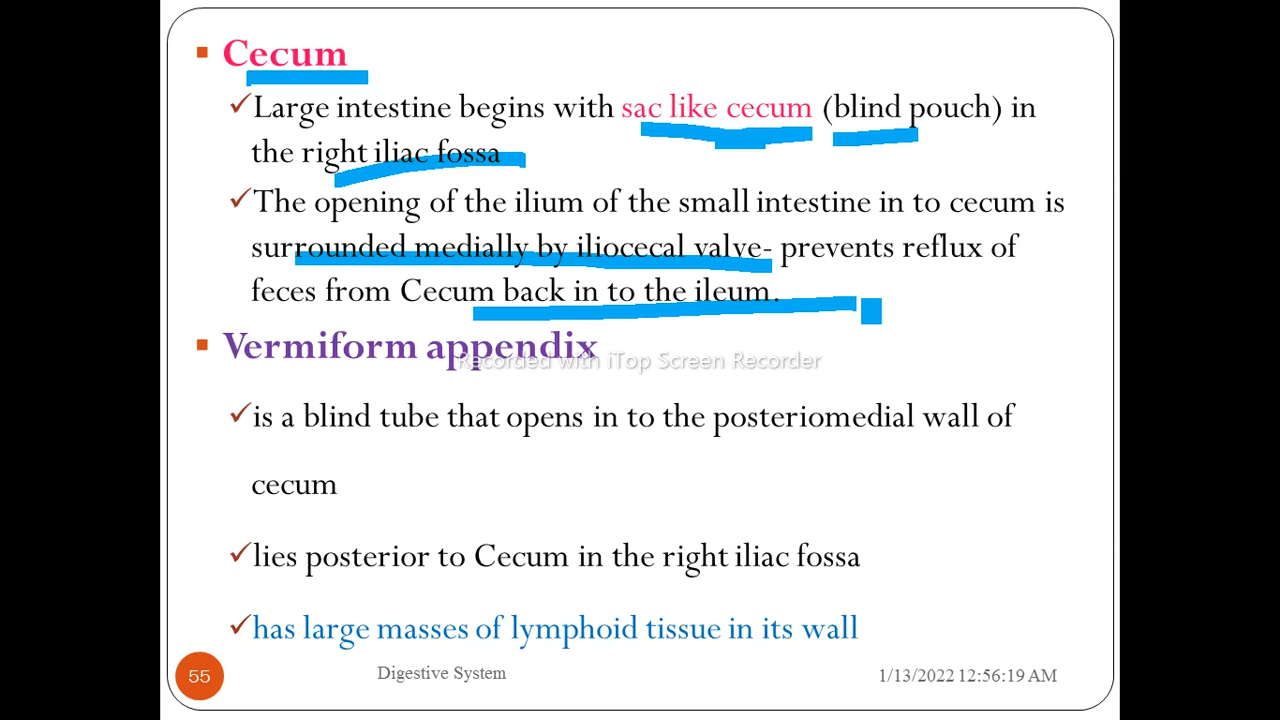 Cecum
Large intestine begins with sac like cecum (blind pouch) in
the right iliac fossa
The opening of the ilium of the small intestine in to cecum is
surrounded medially by iliocecal valve- prevents reflux of
feces from Cecum back in to the ileum.
Vermiform appendix
Recorded with iTop Screen Recorder
is a blind tube that opens in to the posteriomedial wall of
cecum
lies posterior to Cecum in the right iliac fossa
has large masses of lymphoid tissue in its wall
55 Digestive System 1/13/2022 12:56:19 AM